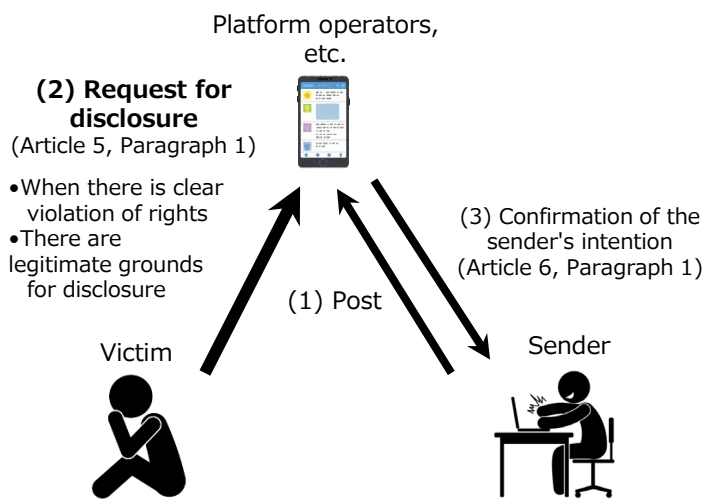 Platform operators,
etc.
(2) Request for
disclosure
(Article 5, Paragraph 1)
•When there is clear
violation of rights
•There are
legitimate grounds
for disclosure
(3) Confirmation of the
sender's intention
(Article 6, Paragraph 1)
(1) Post
Victim
Sender